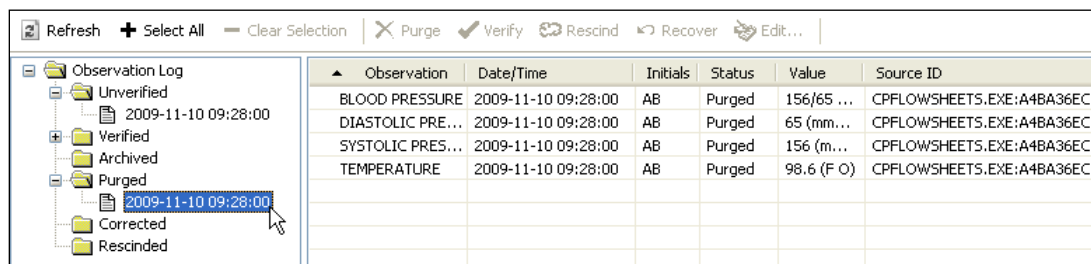 Refresh Select All Clear Selection Purge Verify Rescind Recover Edit...
Observation Log
Unverified
2009-11-10 09:28:00
Verified
Archived
Purged
2009-11-10 09:28:00
Corrected
Rescinded
Observation Date/Time Initials Status Value Source ID
BLOOD PRESSURE 2009-11-10 09:28:00 AB Purged 156/65 ... CPFLOWSHEETS.EXE:A4BA36EC
DIASTOLIC PRE... 2009-11-10 09:28:00 AB Purged 65 (mm... CPFLOWSHEETS.EXE:A4BA36EC
SYSTOLIC PRES... 2009-11-10 09:28:00 AB Purged 156 (m... CPFLOWSHEETS.EXE:A4BA36EC
TEMPERATURE 2009-11-10 09:28:00 AB Purged 98.6 (F O) CPFLOWSHEETS.EXE:A4BA36EC